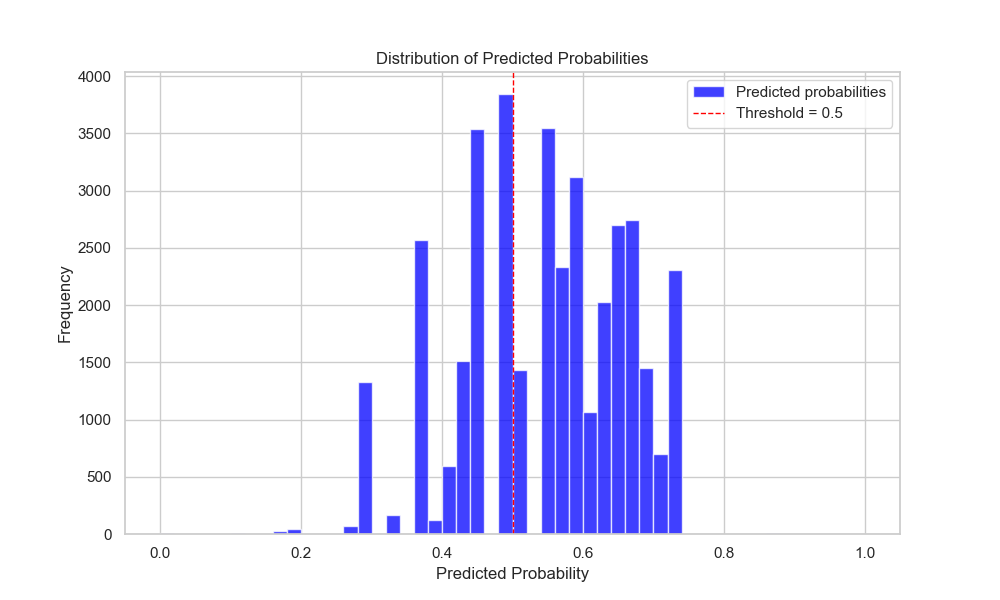 Distribution of Predicted Probabilities
Predicted probabilities
Threshold = 0.5
4000
3500
3000
2500
2000
1500
1000
500
0
Frequency
0.0 0.2 0.4 0.6 0.8 1.0
Predicted Probability